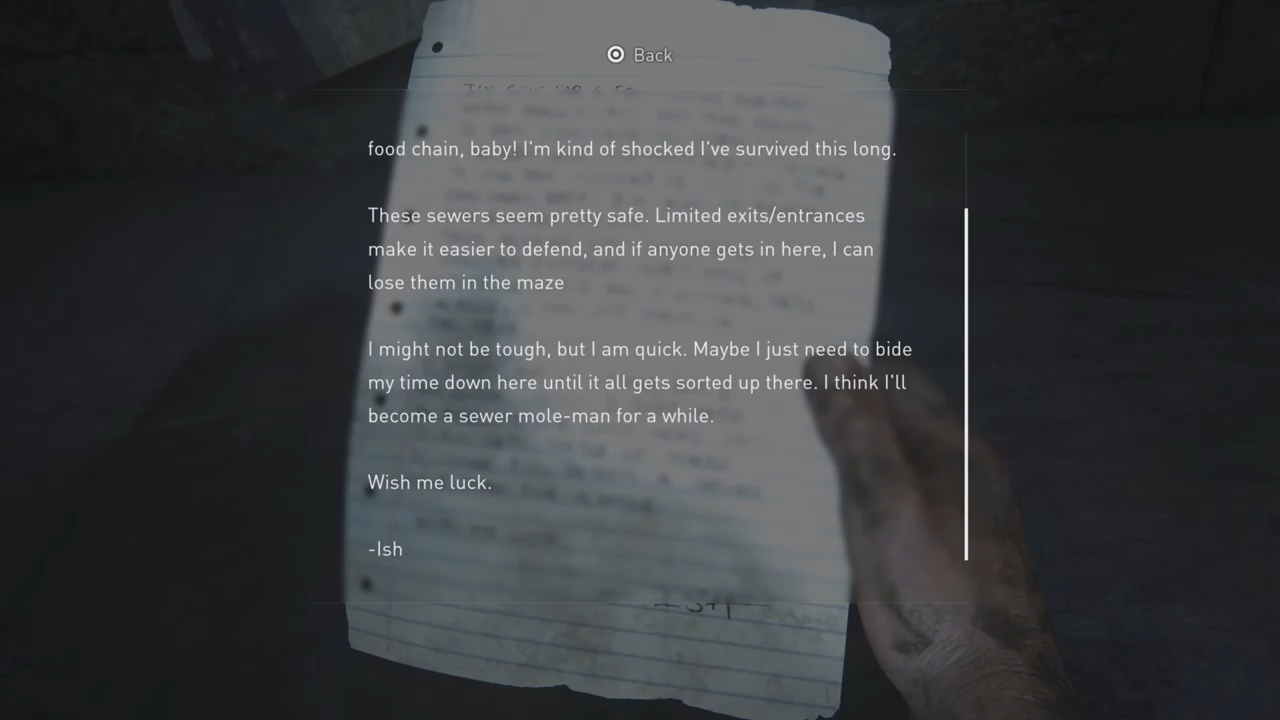 Back
food chain, baby! I'm kind of shocked I've survived this long.
These sewers seem pretty safe. Limited exits/entrances
make it easier to defend, and if anyone gets in here, I can
lose them in the maze
I might not be tough, but I am quick. Maybe I just need to bide
my time down here until it all gets sorted up there. I think I'll
become a sewer mole-man for a while.
Wish me luck.
-Ish